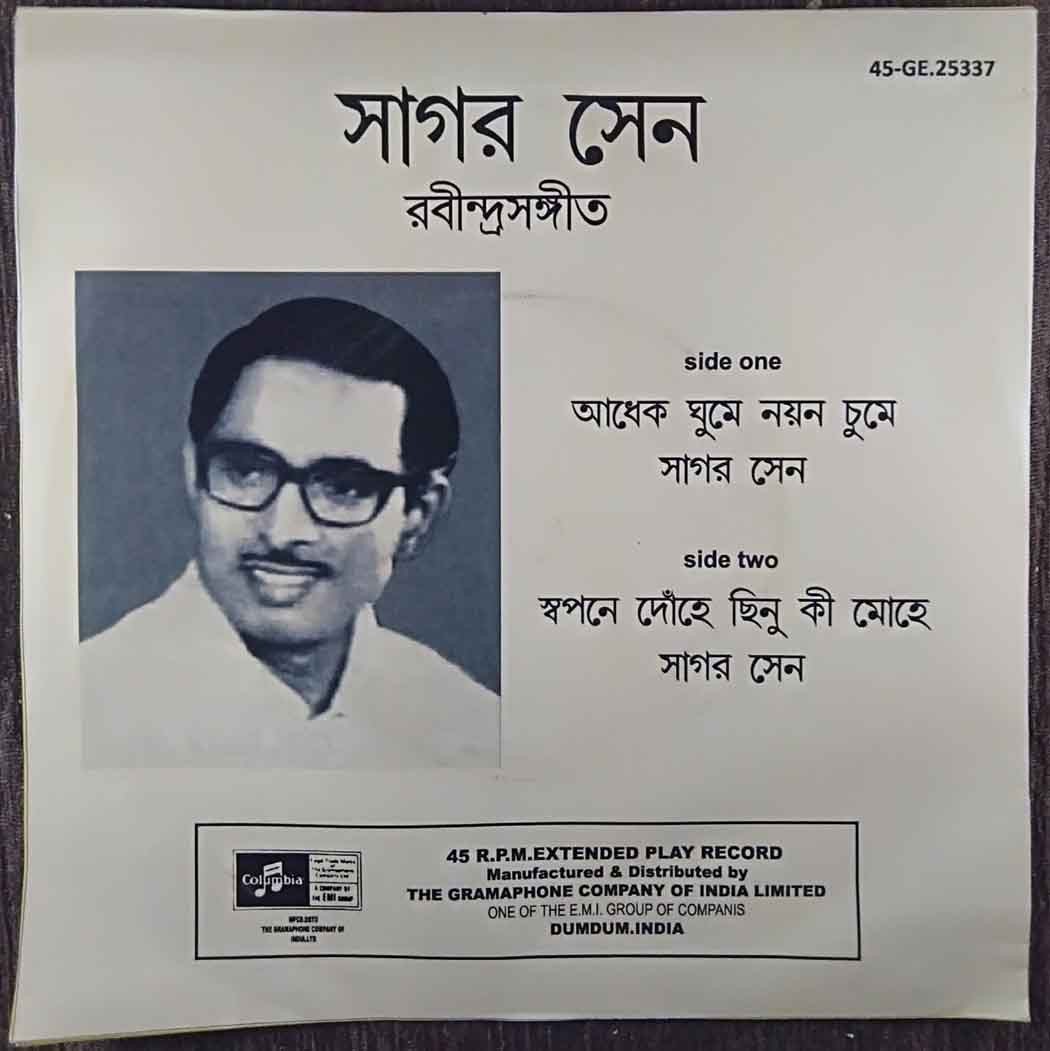 45-GE.25337
সাগর সেন
রবীন্দ্রসঙ্গীত
side one
আধেক ঘুমে নয়ন চুমে
সাগর সেন
side two
স্বপনে দোঁহে ছিনু কী মোহে
সাগর সেন
Columbia
A COMPANY OF
THE EMI GROUP
THE GRAMAPHONE COMPANY OF
INDIA.LTD
45 R.P.M.EXTENDED PLAY RECORD
Manufactured & Distributed by
THE GRAMAPHONE COMPANY OF INDIA LIMITED
ONE OF THE E.M.I. GROUP OF COMPANIS
DUMDUM.INDIA